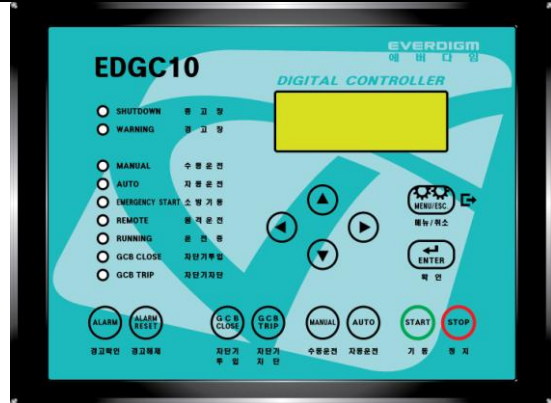 EVERDIGM
에 버 다 임
EDGC10
DIGITAL CONTROLLER
SHUTDOWN 중 고 장
WARNING 경 고 장
MANUAL 수 동 운 전
AUTO 자 동 운 전
EMERGENCY START 소 방 기 동
REMOTE 원 격 운 전
RUNNING 운 전 중
GCB CLOSE 차단기투입
GCB TRIP 차단기차단
MENU/ESC
메뉴/취소
ENTER
확 인
ALARM ALARM RESET GCB CLOSE GCB TRIP MANUAL AUTO START STOP
경고확인 경고해제 차단기 투 입 차단기 차 단 수동운전 자동운전 기 동 정 지